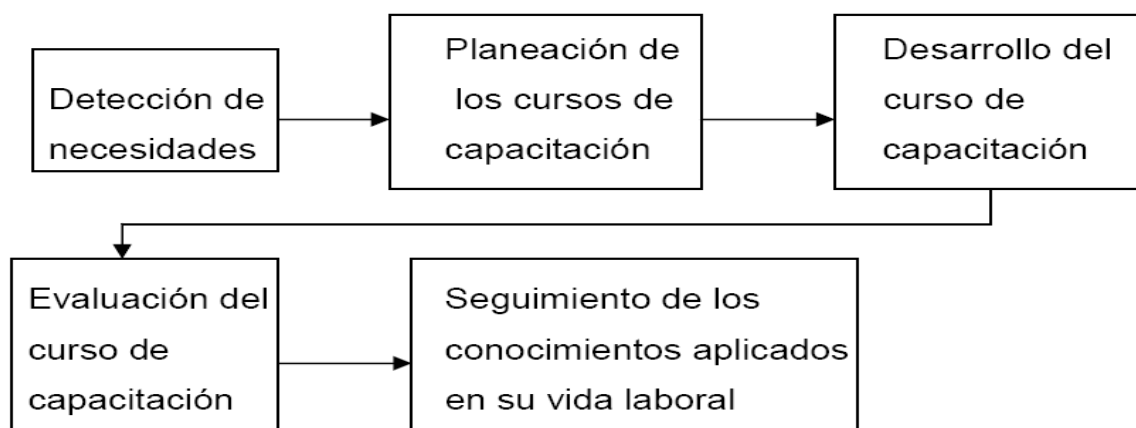 Detección de
necesidades
Planeación de
los cursos de
capacitación
Desarrollo del
curso de
capacitación
Evaluación del
curso de
capacitación
Seguimiento de los
conocimientos aplicados
en su vida laboral